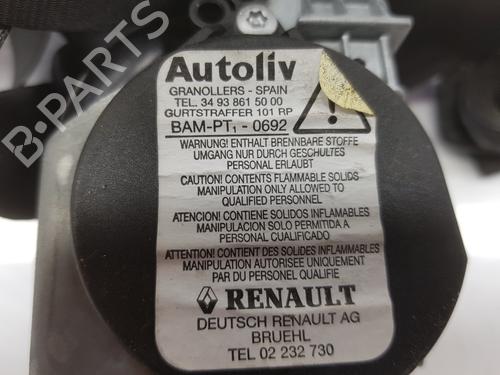 Autoliv
GRANOLLERS - SPAIN
TEL. 34 93 861 50 00
GURTSTRAFFER 101 RP
BAM-PT1 - 0692
WARNUNG! ENTHALT BRENNBARE STOFFE
UMGANG NUR DURCH GESCHULTES
PERSONAL ERLAUBT
CAUTION! CONTENTS FLAMMABLE SOLIDS
MANIPULATION ONLY ALLOWED TO
QUALIFIED PERSONNEL
ATENCION! CONTIENE SOLIDOS INFLAMABLES
MANIPULACION SOLO PERMITIDA A
PERSONAL CUALIFICADO
ATTENTION! CONTENT DES SOLIDES INFLAMMABLES
MANIPULATION AUTORISEE UNIQUEMENT
PAR DU PERSONEL QUALIFIE
RENAULT
DEUTSCH RENAULT AG
BRUEHL
TEL 02 232 730
B-PARTS